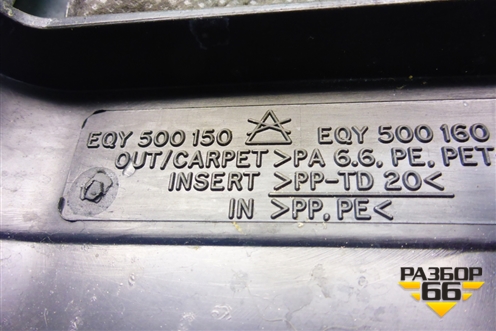 EQY 500 150 EQY 500 160
OUT/CARPET >PA 6.6, PE, PET
INSERT >PP-TD 20<
IN >PP, PE<
РАЗБОР
66